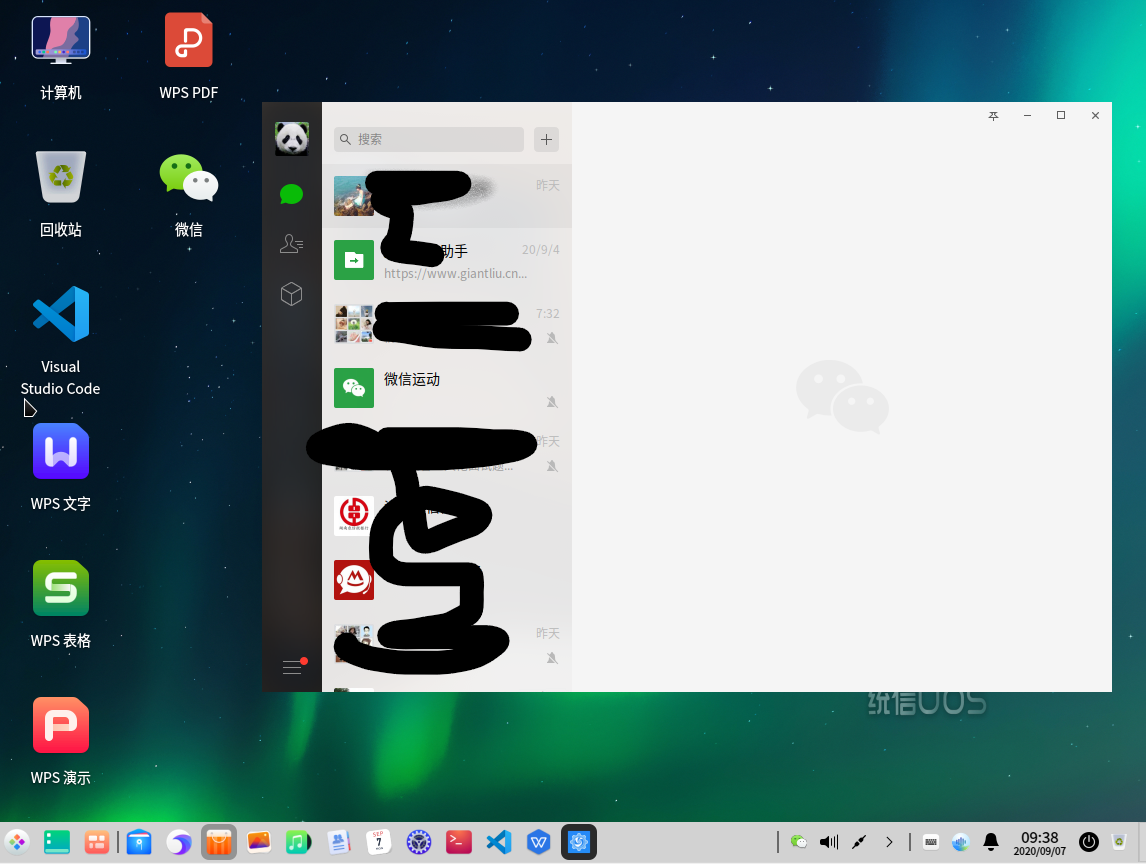 计算机
WPS PDF
回收站
微信
Visual
Studio Code
WPS 文字
WPS 表格
WPS 演示
搜索
昨天
助手
20/9/4
https://www.giantliu.cn...
7:32
微信运动
昨天
昨天
统信UOS
SEP
7
09:38
2020/09/07